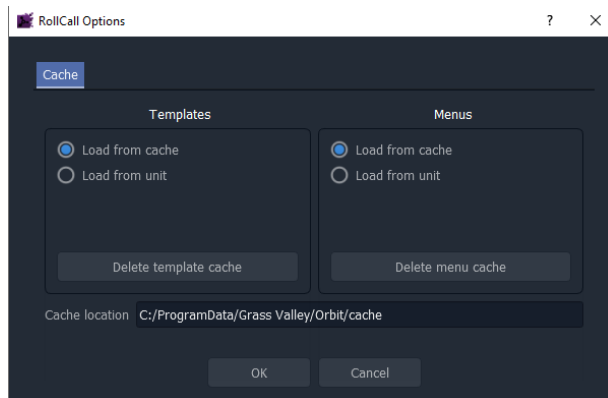 RollCall Options
?
Cache
Templates
Menus
Load from cache
Load from cache
Load from unit
Load from unit
Delete template cache
Delete menu cache
Cache location C:/ProgramData/Grass Valley/Orbit/cache
OK
Cancel